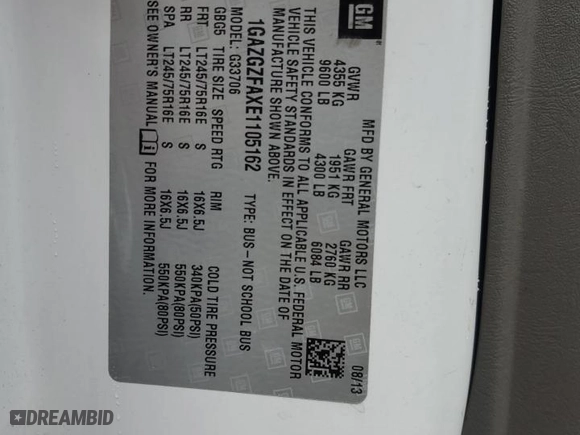 GM
MFD BY GENERAL MOTORS LLC
08/13
GVWR GAWR FRT GAWR RR
4355 KG 1951 KG 2760 KG
9600 LB 4300 LB 6084 LB
THIS VEHICLE CONFORMS TO ALL APPLICABLE U.S. FEDERAL MOTOR
VEHICLE SAFETY STANDARDS IN EFFECT ON THE DATE OF
MANUFACTURE SHOWN ABOVE.
1GAZGZFAXE1105162 TYPE: BUS-NOT SCHOOL BUS
MODEL: G33706
GBG5 TIRE SIZE SPEED RTG RIM COLD TIRE PRESSURE
FRT LT245/75R16E S 16X6.5J 340KPA(50PSI)
RR LT245/75R16E S 16X6.5J 550KPA(80PSI)
SPA LT245/75R16E S 16X6.5J 550KPA(80PSI)
SEE OWNER'S MANUAL FOR MORE INFORMATION.
DREAMBID